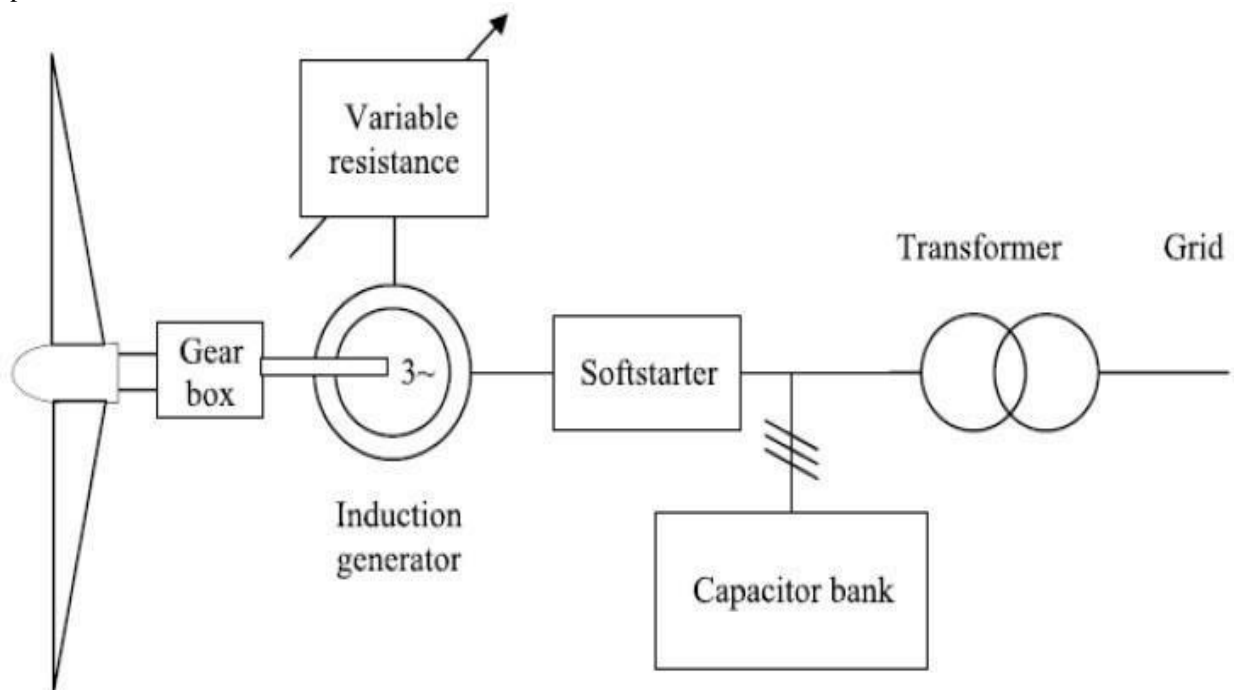 Variable
resistance
Transformer
Grid
Gear
box
3~
Softstarter
Induction
generator
Capacitor bank